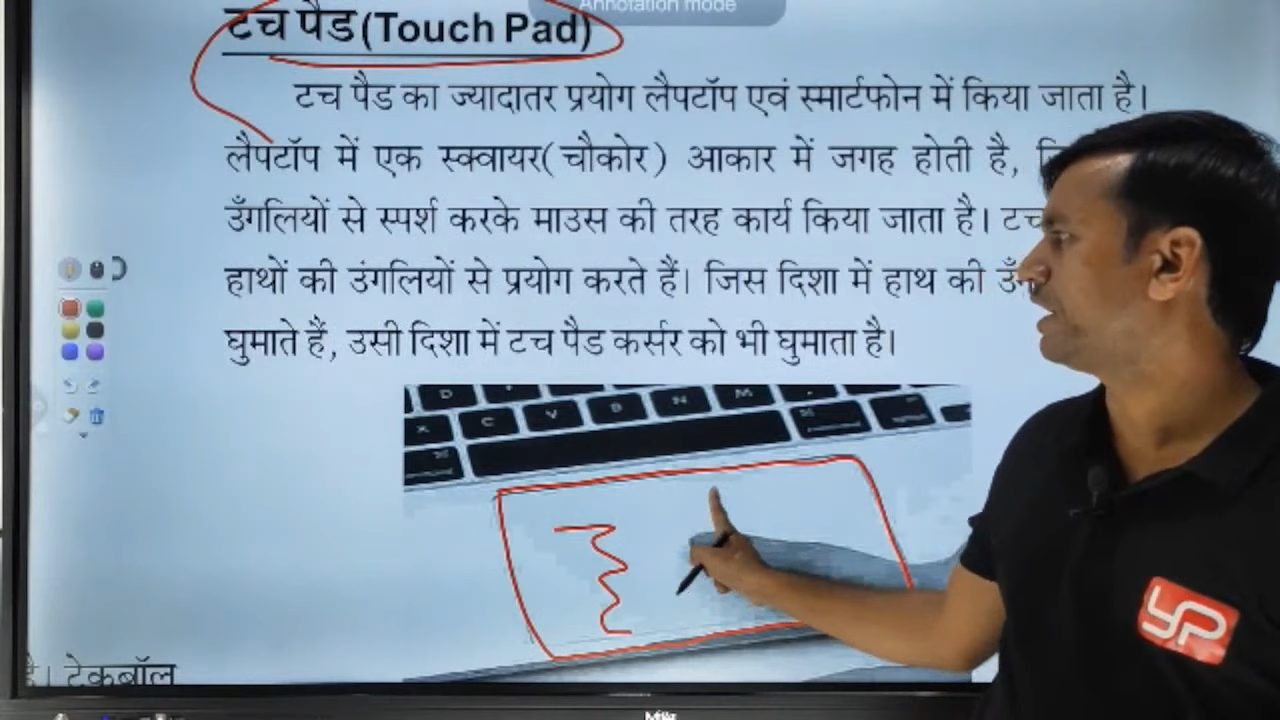 Annotation mode
टच पैड (Touch Pad)
टच पैड का ज्यादातर प्रयोग लैपटॉप एवं स्मार्टफोन में किया जाता है।
लैपटॉप में एक स्क्वायर(चौकोर) आकार में जगह होती है,
उँगलियों से स्पर्श करके माउस की तरह कार्य किया जाता है। टच
हाथों की उंगलियों से प्रयोग करते हैं। जिस दिशा में हाथ की
घुमाते हैं, उसी दिशा में टच पैड कर्सर को भी घुमाता है।
D
X C V B N M
YP
है। टेकबॉल